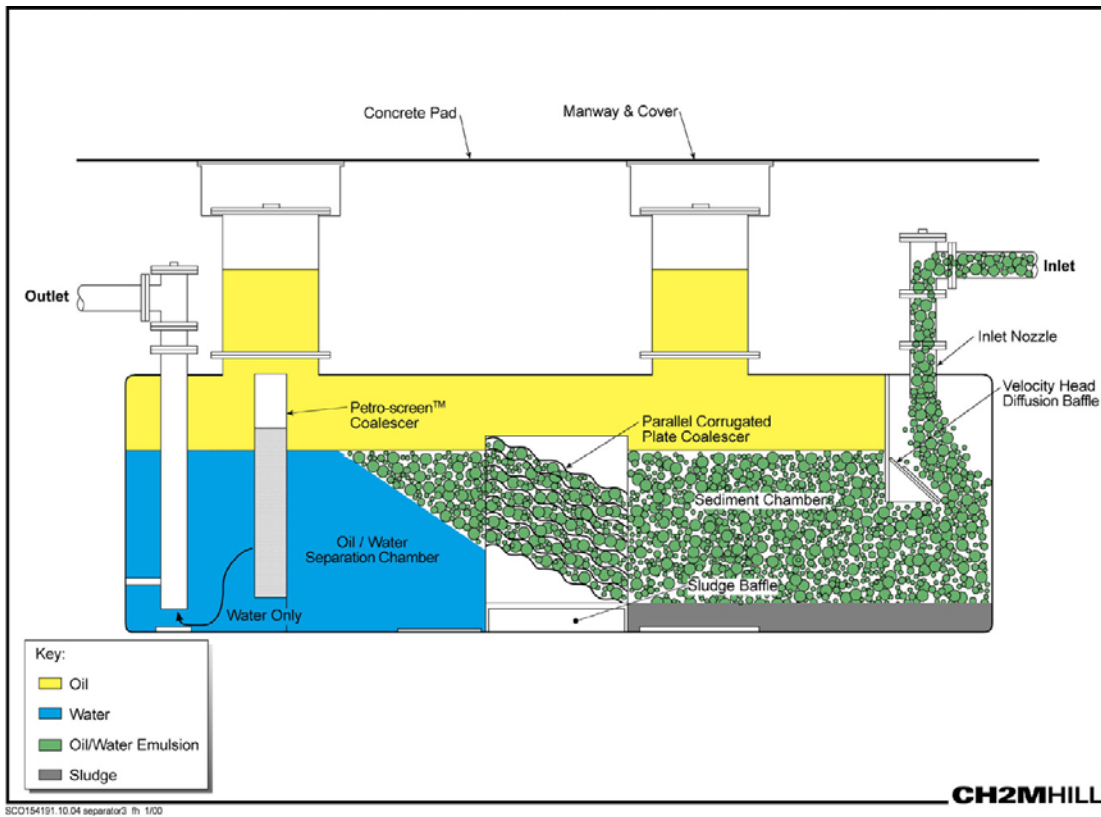 Concrete Pad
Manway & Cover
Outlet
Inlet
Inlet Nozzle
Velocity Head
Diffusion Baffle
Petro-screen™
Coalescer
Parallel Corrugated
Plate Coalescer
Sediment Chambers
Oil / Water
Separation Chamber
Sludge Baffle
Water Only
Key:
Oil
Water
Oil/Water Emulsion
Sludge
CH2MHILL
SCO154191.10.04 separator3 fh 1/00